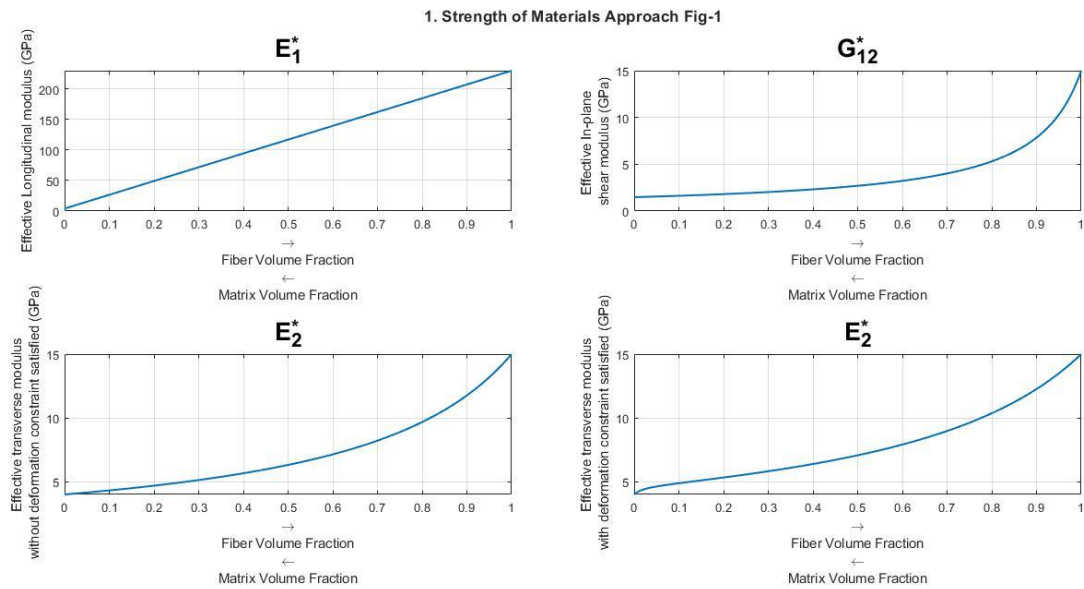 1. Strength of Materials Approach Fig-1
E*1
Effective Longitudinal modulus (GPa)
200
150
100
50
0
0 0.1 0.2 0.3 0.4 0.5 0.6 0.7 0.8 0.9 1
→
Fiber Volume Fraction
←
Matrix Volume Fraction
G*12
Effective In-plane
shear modulus (GPa)
15
10
5
0
0 0.1 0.2 0.3 0.4 0.5 0.6 0.7 0.8 0.9 1
→
Fiber Volume Fraction
←
Matrix Volume Fraction
E*2
Effective transverse modulus
without deformation constraint satisfied (GPa)
15
10
5
0 0.1 0.2 0.3 0.4 0.5 0.6 0.7 0.8 0.9 1
→
Fiber Volume Fraction
←
Matrix Volume Fraction
E*2
Effective transverse modulus
with deformation constraint satisfied (GPa)
15
10
5
0 0.1 0.2 0.3 0.4 0.5 0.6 0.7 0.8 0.9 1
→
Fiber Volume Fraction
←
Matrix Volume Fraction